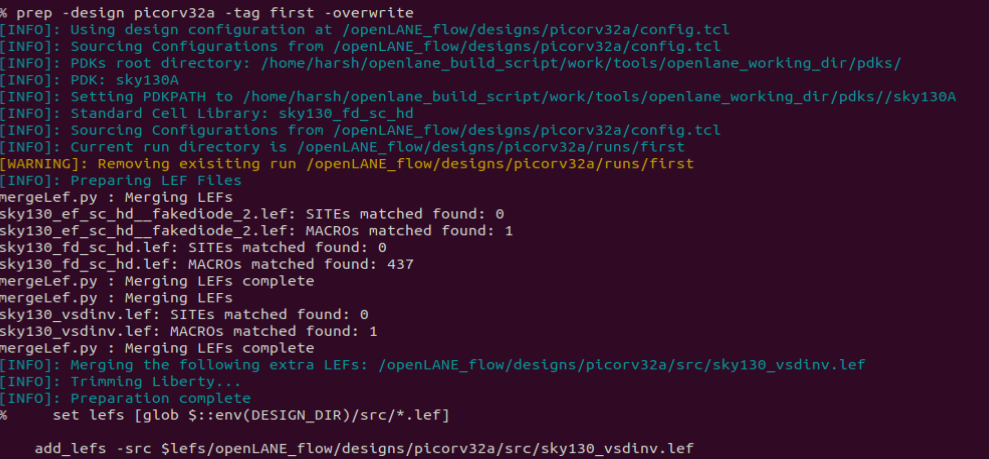 % prep -design picorv32a -tag first -overwrite
[INFO]: Using design configuration at /openLANE_flow/designs/picorv32a/config.tcl
[INFO]: Sourcing Configurations from /openLANE_flow/designs/picorv32a/config.tcl
[INFO]: PDKs root directory: /home/harsh/openlane_build_script/work/tools/openlane_working_dir/pdks/
[INFO]: PDK: sky130A
[INFO]: Setting PDKPATH to /home/harsh/openlane_build_script/work/tools/openlane_working_dir/pdks//sky130A
[INFO]: Standard Cell Library: sky130_fd_sc_hd
[INFO]: Sourcing Configurations from /openLANE_flow/designs/picorv32a/config.tcl
[INFO]: Current run directory is /openLANE_flow/designs/picorv32a/runs/first
[WARNING]: Removing exisiting run /openLANE_flow/designs/picorv32a/runs/first
[INFO]: Preparing LEF Files
mergeLef.py : Merging LEFs
sky130_ef_sc_hd__fakediode_2.lef: SITEs matched found: 0
sky130_ef_sc_hd__fakediode_2.lef: MACROs matched found: 1
sky130_fd_sc_hd.lef: SITEs matched found: 0
sky130_fd_sc_hd.lef: MACROs matched found: 437
mergeLef.py : Merging LEFs complete
mergeLef.py : Merging LEFs
sky130_vsdinv.lef: SITEs matched found: 0
sky130_vsdinv.lef: MACROs matched found: 1
mergeLef.py : Merging LEFs complete
[INFO]: Merging the following extra LEFs: /openLANE_flow/designs/picorv32a/src/sky130_vsdinv.lef
[INFO]: Trimming Liberty...
[INFO]: Preparation complete
%     set lefs [glob $::env(DESIGN_DIR)/src/*.lef]
add_lefs -src $lefs/openLANE_flow/designs/picorv32a/src/sky130_vsdinv.lef